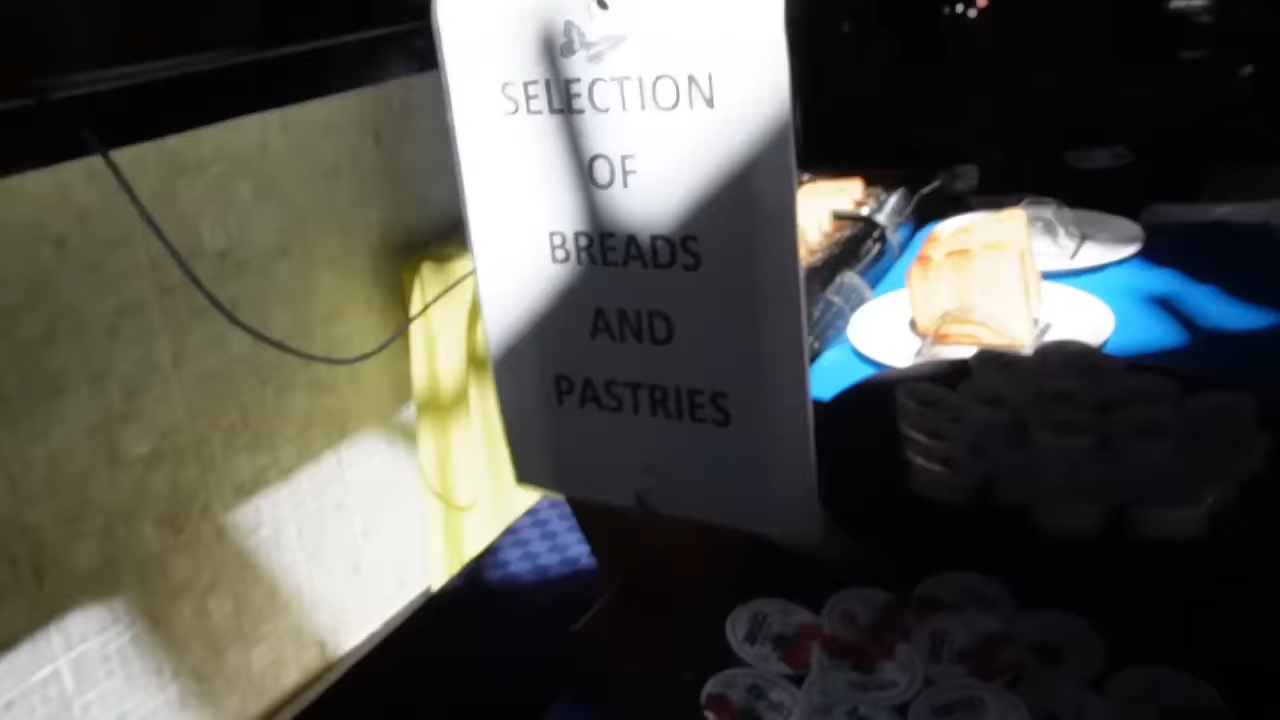 SELECTION
OF
BREADS
AND
PASTRIES